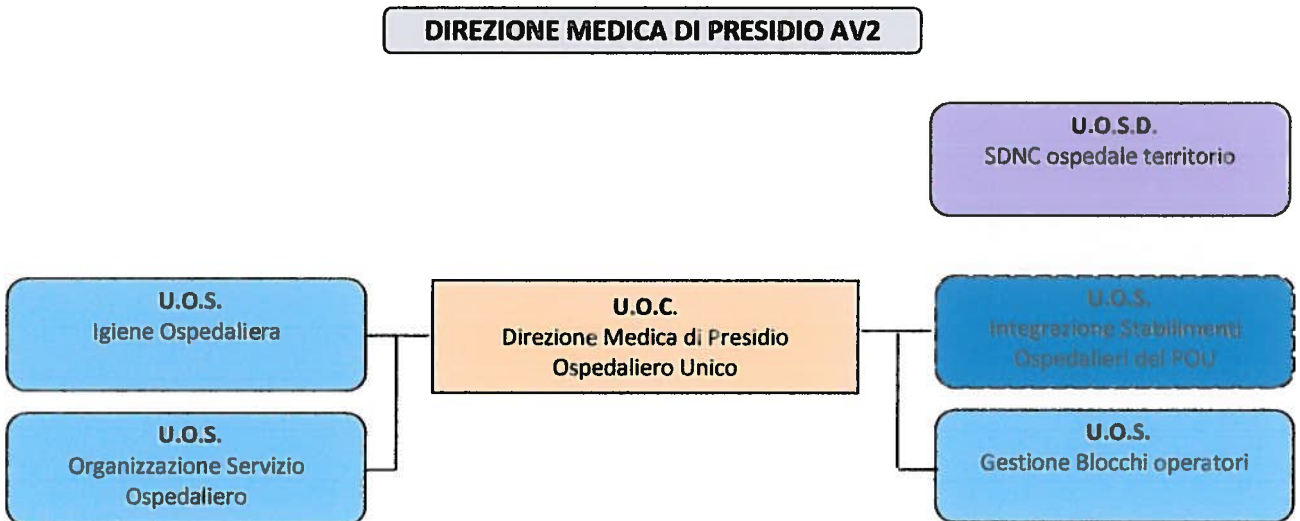 DIREZIONE MEDICA DI PRESIDIO AV2
U.O.S.D.
SDNC ospedale territorio
U.O.S.
Igiene Ospedaliera
U.O.C.
Direzione Medica di Presidio
Ospedaliero Unico
U.O.S.
Integrazione Stabilimenti
Ospedalieri del POU
U.O.S.
Organizzazione Servizio
Ospedaliero
U.O.S.
Gestione Blocchi operatori